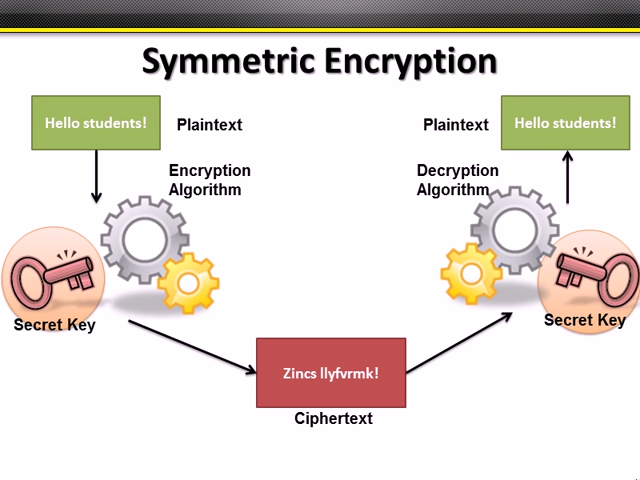 Symmetric Encryption
Hello students!
Plaintext
Plaintext
Hello students!
Encryption
Algorithm
Decryption
Algorithm
Secret Key
Secret Key
Zincs llyfvrmk!
Ciphertext